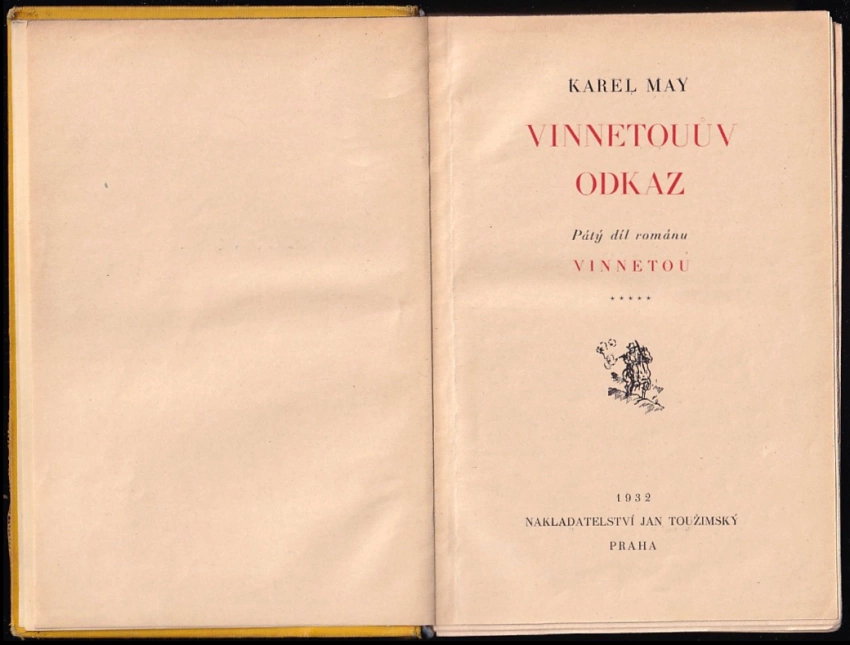 KAREL MAY
VINNETOUŮV
ODKAZ
Pátý díl románu
VINNETOU
*****
1932
NAKLADATELSTVÍ JAN TOUŽIMSKÝ
PRAHA